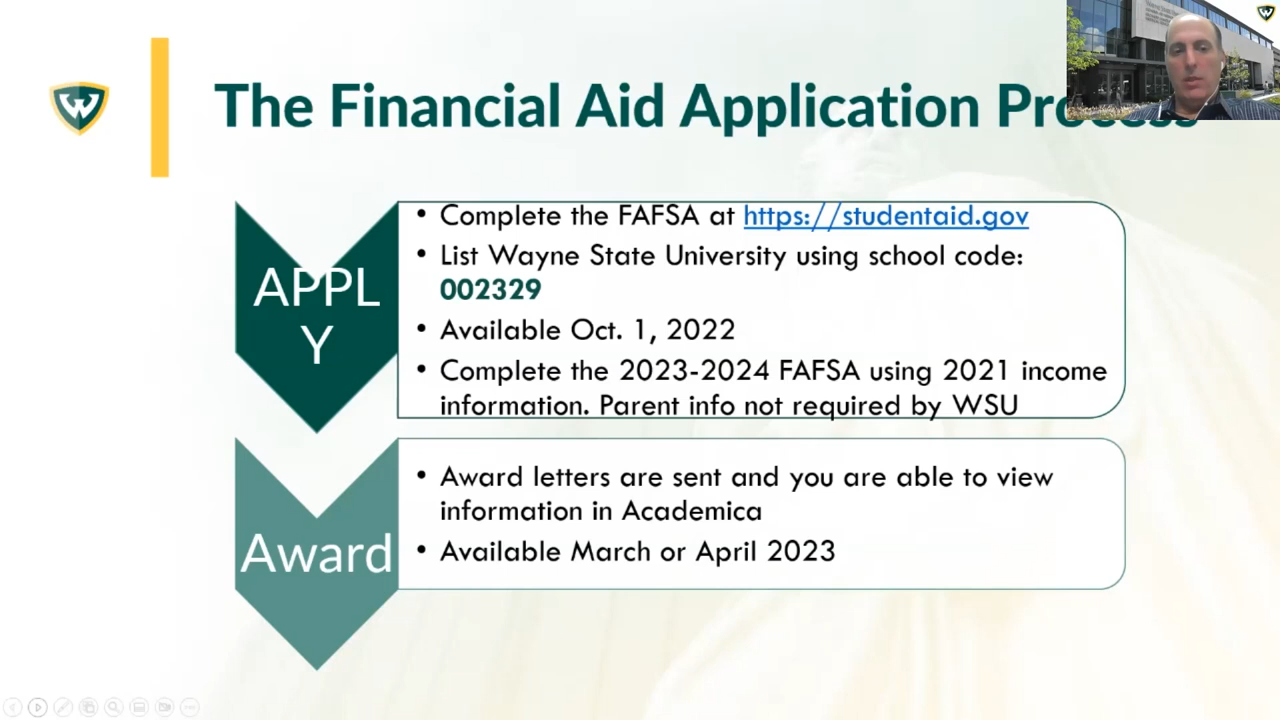 The Financial Aid Application Process
APPL
Y
• Complete the FAFSA at https://studentaid.gov
• List Wayne State University using school code:
002329
• Available Oct. 1, 2022
• Complete the 2023-2024 FAFSA using 2021 income
information. Parent info not required by WSU
Award
• Award letters are sent and you are able to view
information in Academica
• Available March or April 2023